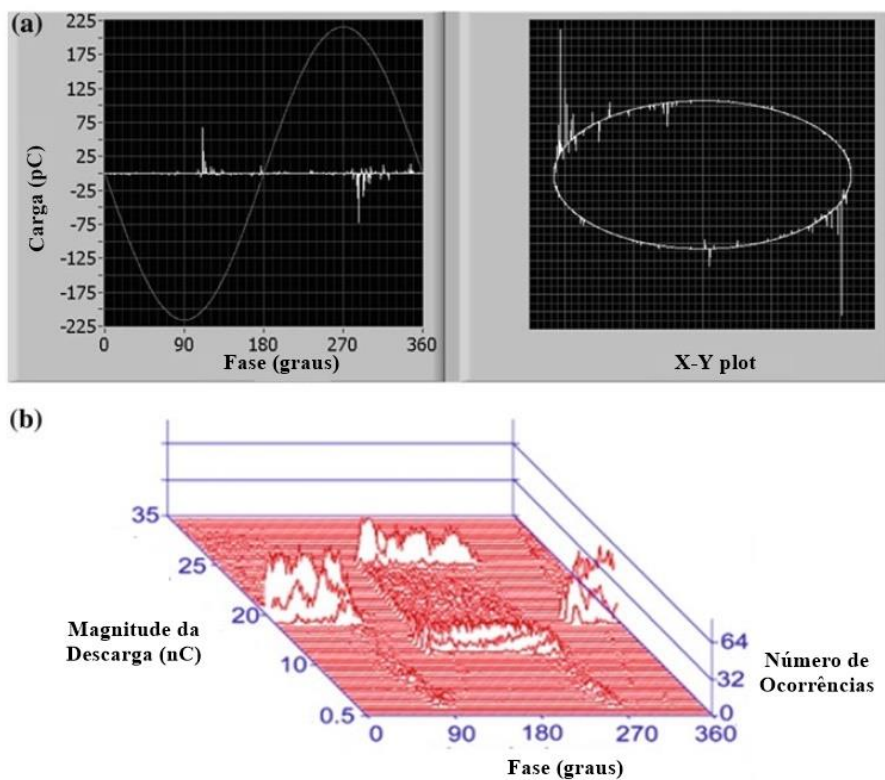 (a)
225
175
125
75
25
-25
-75
-125
-175
-225
Carga (pC)
0 90 180 270 360
Fase (graus)
X-Y plot
(b)
35
25
20
10
0.5
Magnitude da
Descarga (nC)
64
32
0
Número de
Ocorrências
0 90 180 270 360
Fase (graus)